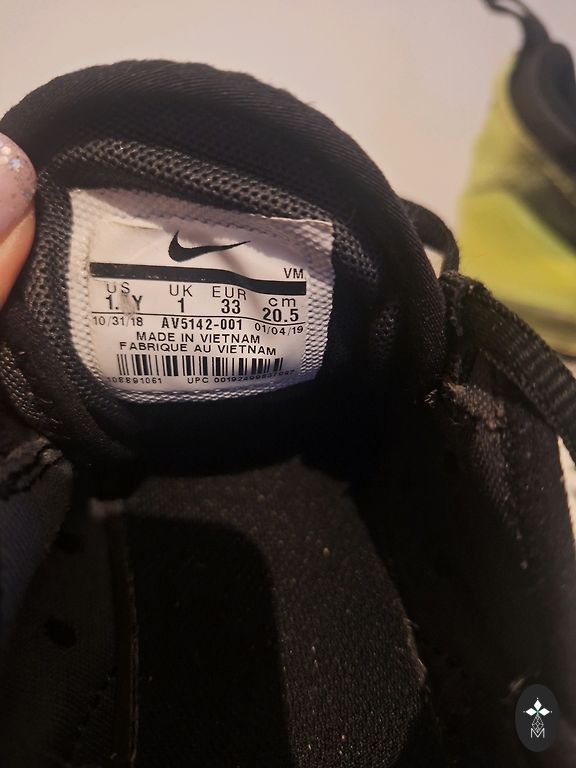 VM
US UK EUR cm
1 33 20.5
10/31/18 AV5142-001 01/04/19
MADE IN VIETNAM
FABRIQUE AU VIETNAM
108891061 UPC
M